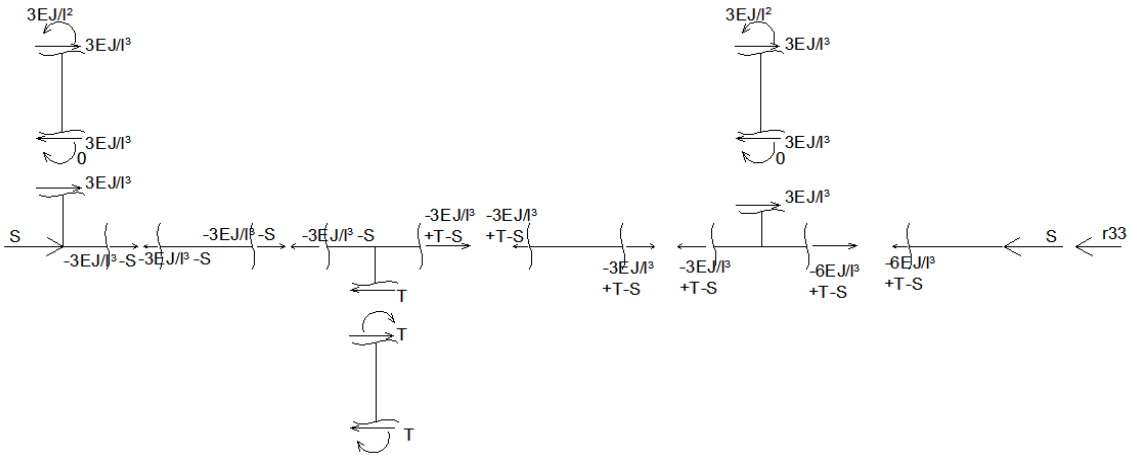 3EJ/l²
3EJ/l³
3EJ/l³
0
3EJ/l³
S
-3EJ/l³ -S
-3EJ/l³ -S
-3EJ/l³ -S
-3EJ/l³ -S
-3EJ/l³
+T-S
-3EJ/l³
+T-S
T
T
T
-3EJ/l³
+T-S
-3EJ/l³
+T-S
3EJ/l²
3EJ/l³
3EJ/l³
0
3EJ/l³
-6EJ/l³
+T-S
-6EJ/l³
+T-S
S
r33